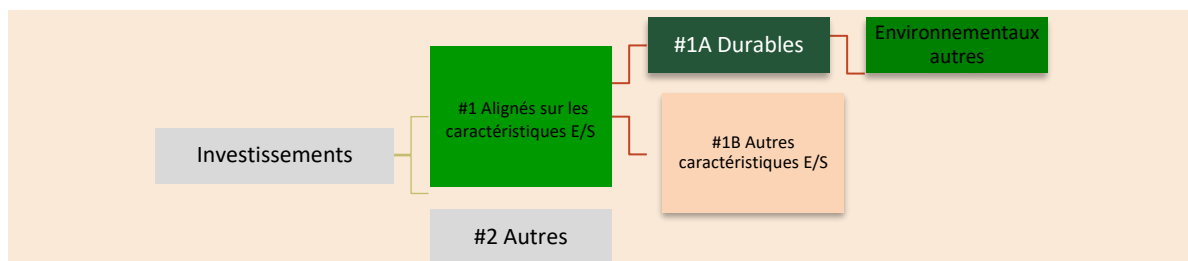 Investissements
#1 Alignés sur les
caractéristiques E/S
#2 Autres
#1A Durables
#1B Autres
caractéristiques E/S
Environnementaux
autres